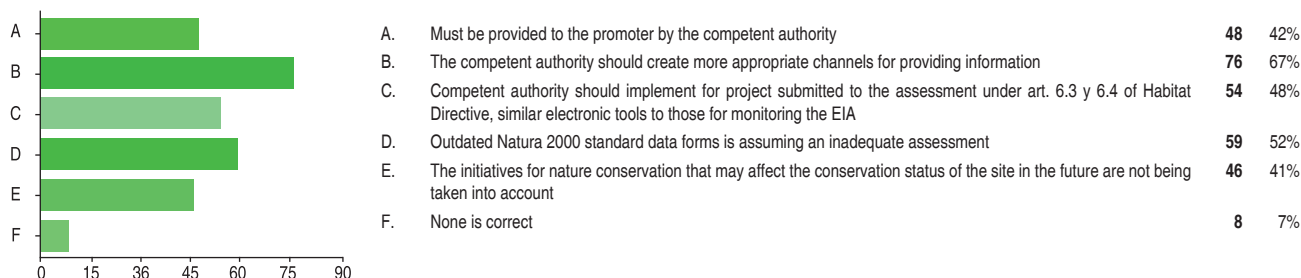 A
B
C
D
E
F
0 15 36 45 60 75 90
A. Must be provided to the promoter by the competent authority 48 42%
B. The competent authority should create more appropriate channels for providing information 76 67%
C. Competent authority should implement for project submitted to the assessment under art. 6.3 y 6.4 of Habitat 54 48%
Directive, similar electronic tools to those for monitoring the EIA
D. Outdated Natura 2000 standard data forms is assuming an inadequate assessment 59 52%
E. The initiatives for nature conservation that may affect the conservation status of the site in the future are not being 46 41%
taken into account
F. None is correct 8 7%